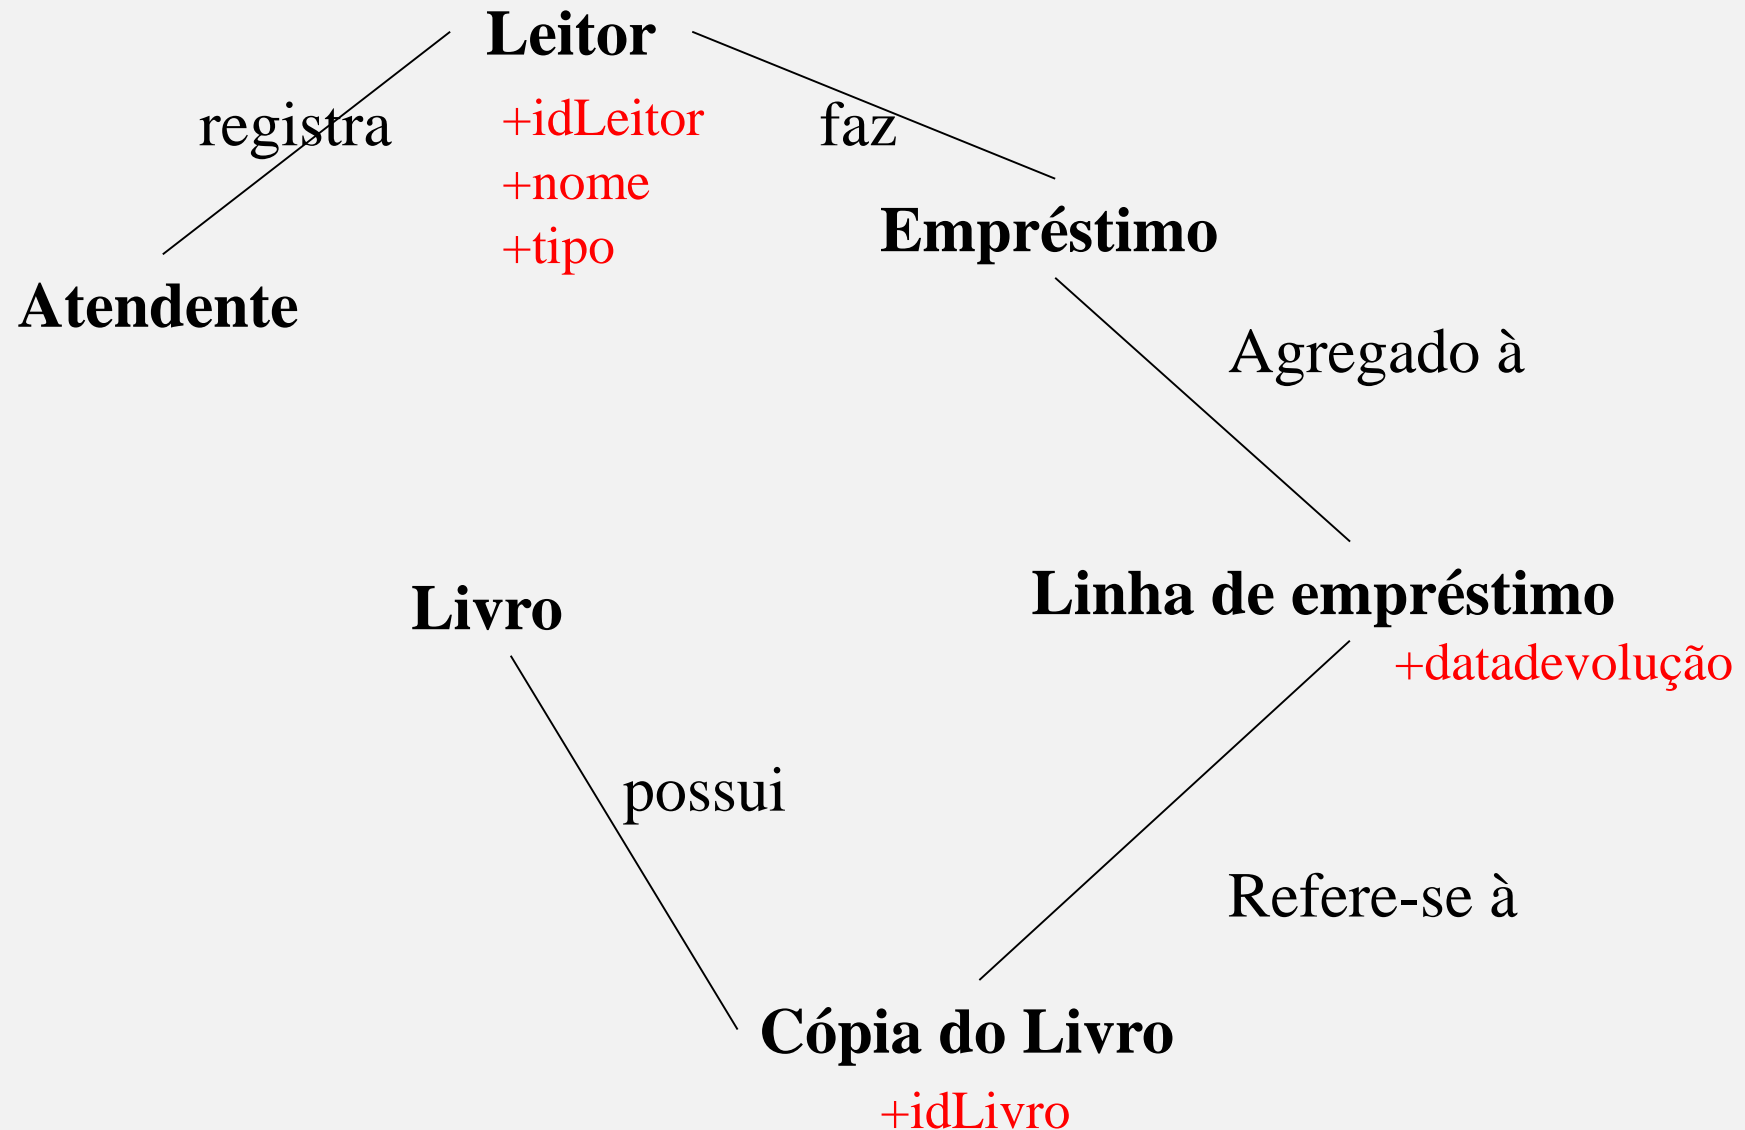 Leitor
registra
+idLeitor
faz
+nome
+tipo
Empréstimo
Atendente
Agregado à
Livro
Linha de empréstimo
+datadevolução
possui
Refere-se à
Cópia do Livro
+idLivro